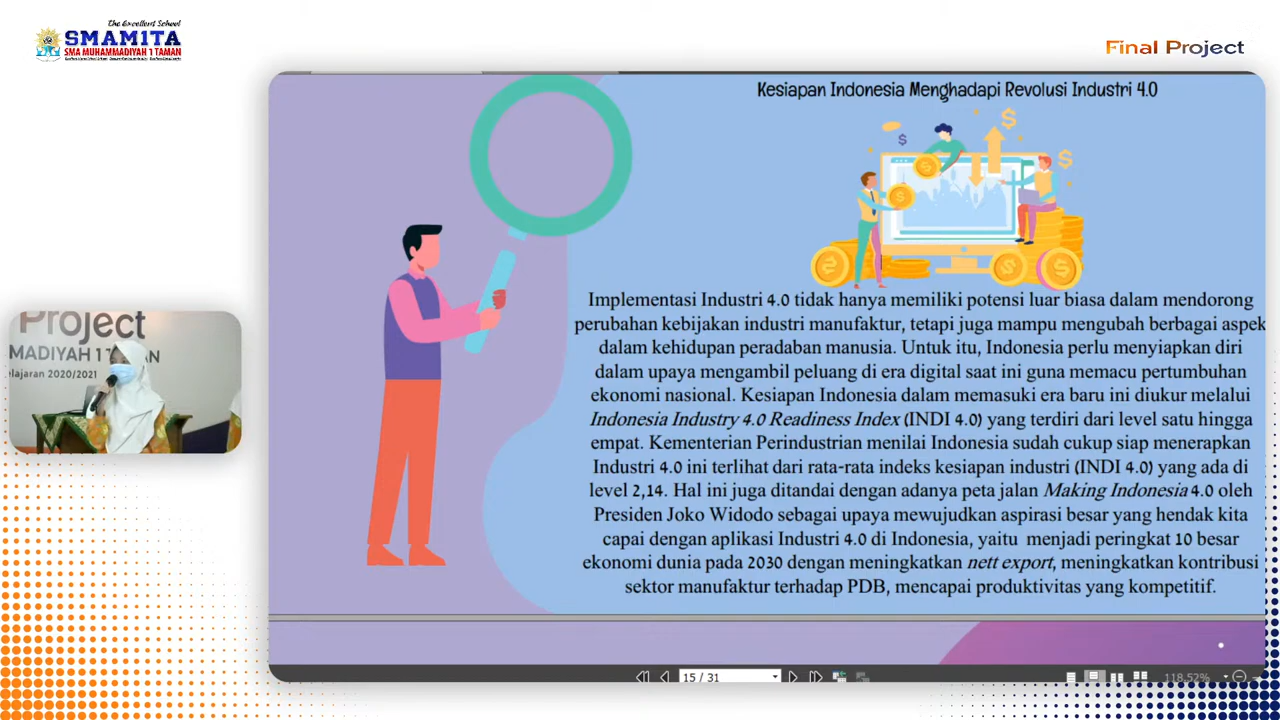 The Excellent School
SMAMITA
SMA MUHAMMADIYAH 1 TAMAN
Final Project
Kesiapan Indonesia Menghadapi Revolusi Industri 4.0
Implementasi Industri 4.0 tidak hanya memiliki potensi luar biasa dalam mendorong
perubahan kebijakan industri manufaktur, tetapi juga mampu mengubah berbagai aspek
dalam kehidupan peradaban manusia. Untuk itu, Indonesia perlu menyiapkan diri
dalam upaya mengambil peluang di era digital saat ini guna memacu pertumbuhan
ekonomi nasional. Kesiapan Indonesia dalam memasuki era baru ini diukur melalui
Indonesia Industry 4.0 Readiness Index (INDI 4.0) yang terdiri dari level satu hingga
empat. Kementerian Perindustrian menilai Indonesia sudah cukup siap menerapkan
Industri 4.0 ini terlihat dari rata-rata indeks kesiapan industri (INDI 4.0) yang ada di
level 2,14. Hal ini juga ditandai dengan adanya peta jalan Making Indonesia 4.0 oleh
Presiden Joko Widodo sebagai upaya mewujudkan aspirasi besar yang hendak kita
capai dengan aplikasi Industri 4.0 di Indonesia, yaitu menjadi peringkat 10 besar
ekonomi dunia pada 2030 dengan meningkatkan nett export, meningkatkan kontribusi
sektor manufaktur terhadap PDB, mencapai produktivitas yang kompetitif.
Project
MADIYAH 1 TAMAN
elajaran 2020/2021
15 / 31
118.52%